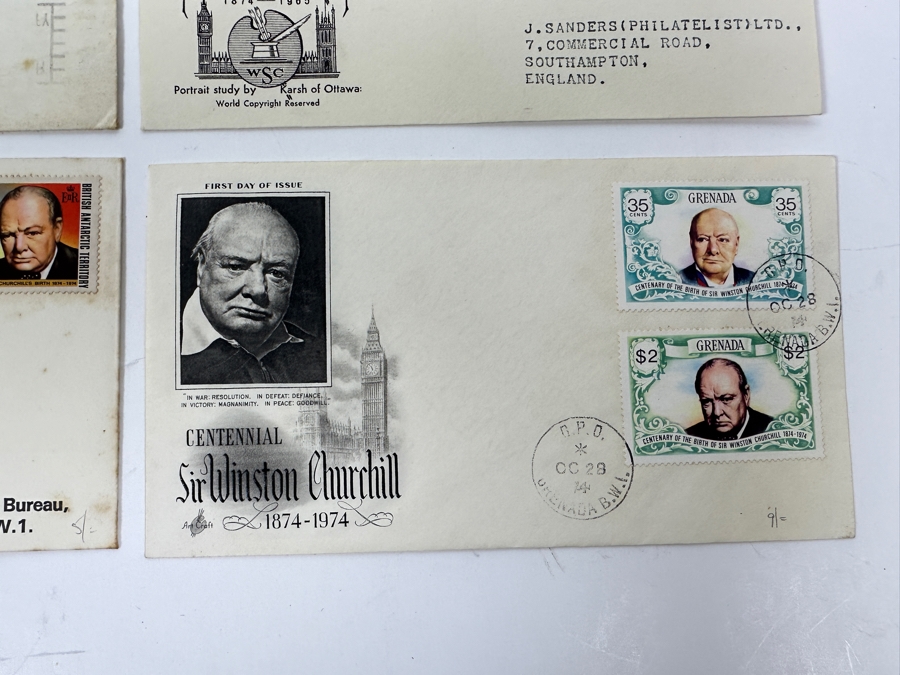 1874 - 1965
WSC
Portrait study by Karsh of Ottawa:
World Copyright Reserved
J.SANDERS(PHILATELIST)LTD.,
7,COMMERCIAL ROAD,
SOUTHAMPTON,
ENGLAND.
EIIR
BRITISH ANTARCTIC TERRITORY
CHURCHILL'S BIRTH 1874-1974
Bureau,
W.1.
5/-
FIRST DAY OF ISSUE
"IN WAR: RESOLUTION. IN DEFEAT: DEFIANCE.
IN VICTORY: MAGNANIMITY. IN PEACE: GOODWILL."
CENTENNIAL
Sir Winston Churchill
1874-1974
Art Craft
35 CENTS
GRENADA
35 CENTS
CENTENARY OF THE BIRTH OF SIR WINSTON CHURCHILL 1874-1974
G.P.O.
OC 28
GRENADA B.W.I.
$2
GRENADA
$2
CENTENARY OF THE BIRTH OF SIR WINSTON CHURCHILL 1874-1974
G.P.O.
*
OC 28
74
GRENADA B.W.I.